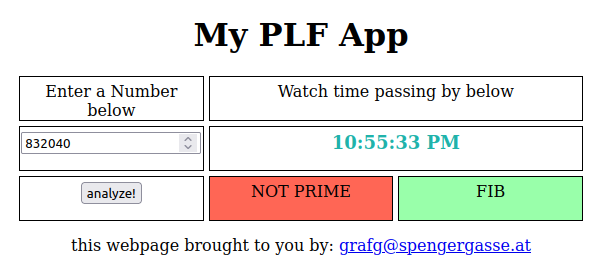 My PLF App
Enter a Number
below
Watch time passing by below
832040
10:55:33 PM
analyze!
NOT PRIME
FIB
this webpage brought to you by: grafg@spengergasse.at